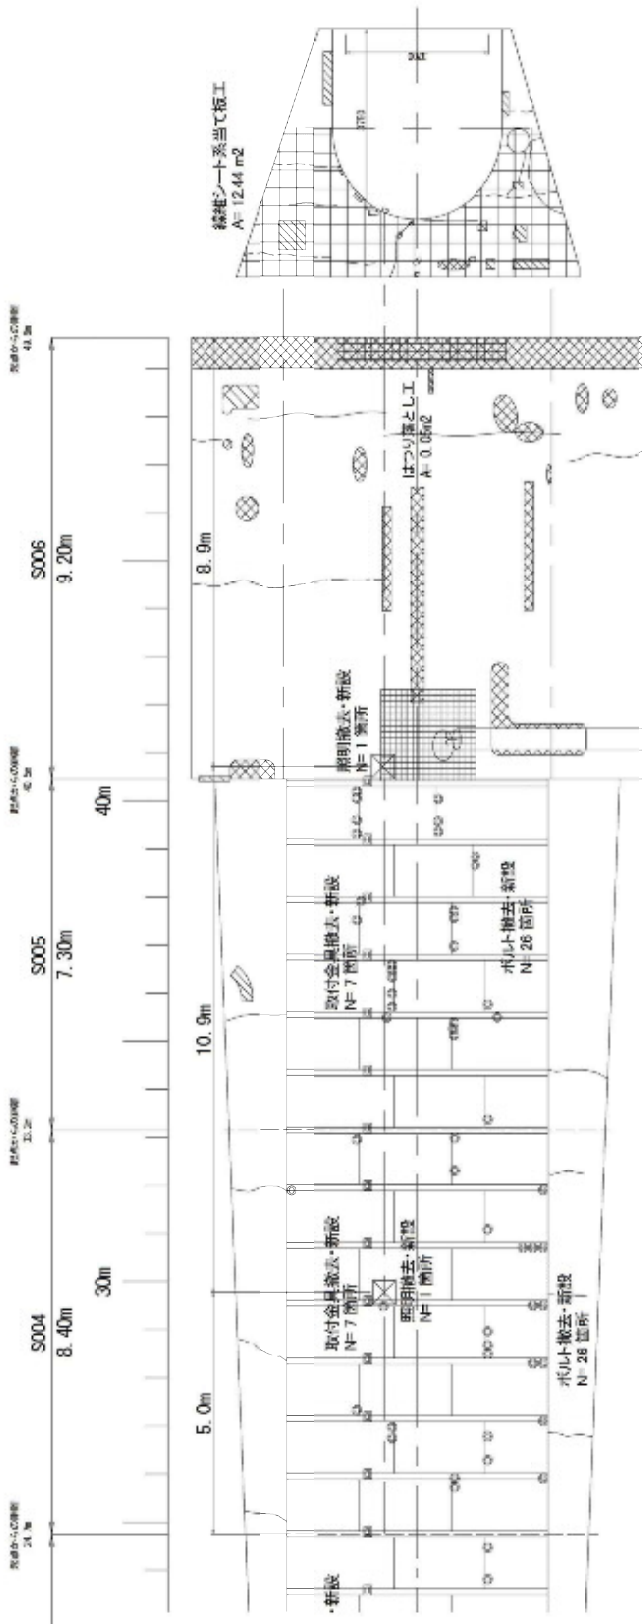 繊維シート系当て板工
A= 12.44 m2
S006
9.20m
8.9m
はつり落とし工
A= 0.05m2
照明撤去・新設
N= 1 箇所
40m
S005
7.30m
10.9m
取付金具撤去・新設
N= 7 箇所
ボルト撤去・新設
N= 26 箇所
30m
S004
8.40m
5.0m
取付金具撤去・新設
N= 7 箇所
照明撤去・新設
N= 1 箇所
ボルト撤去・新設
N= 26 箇所
・新設